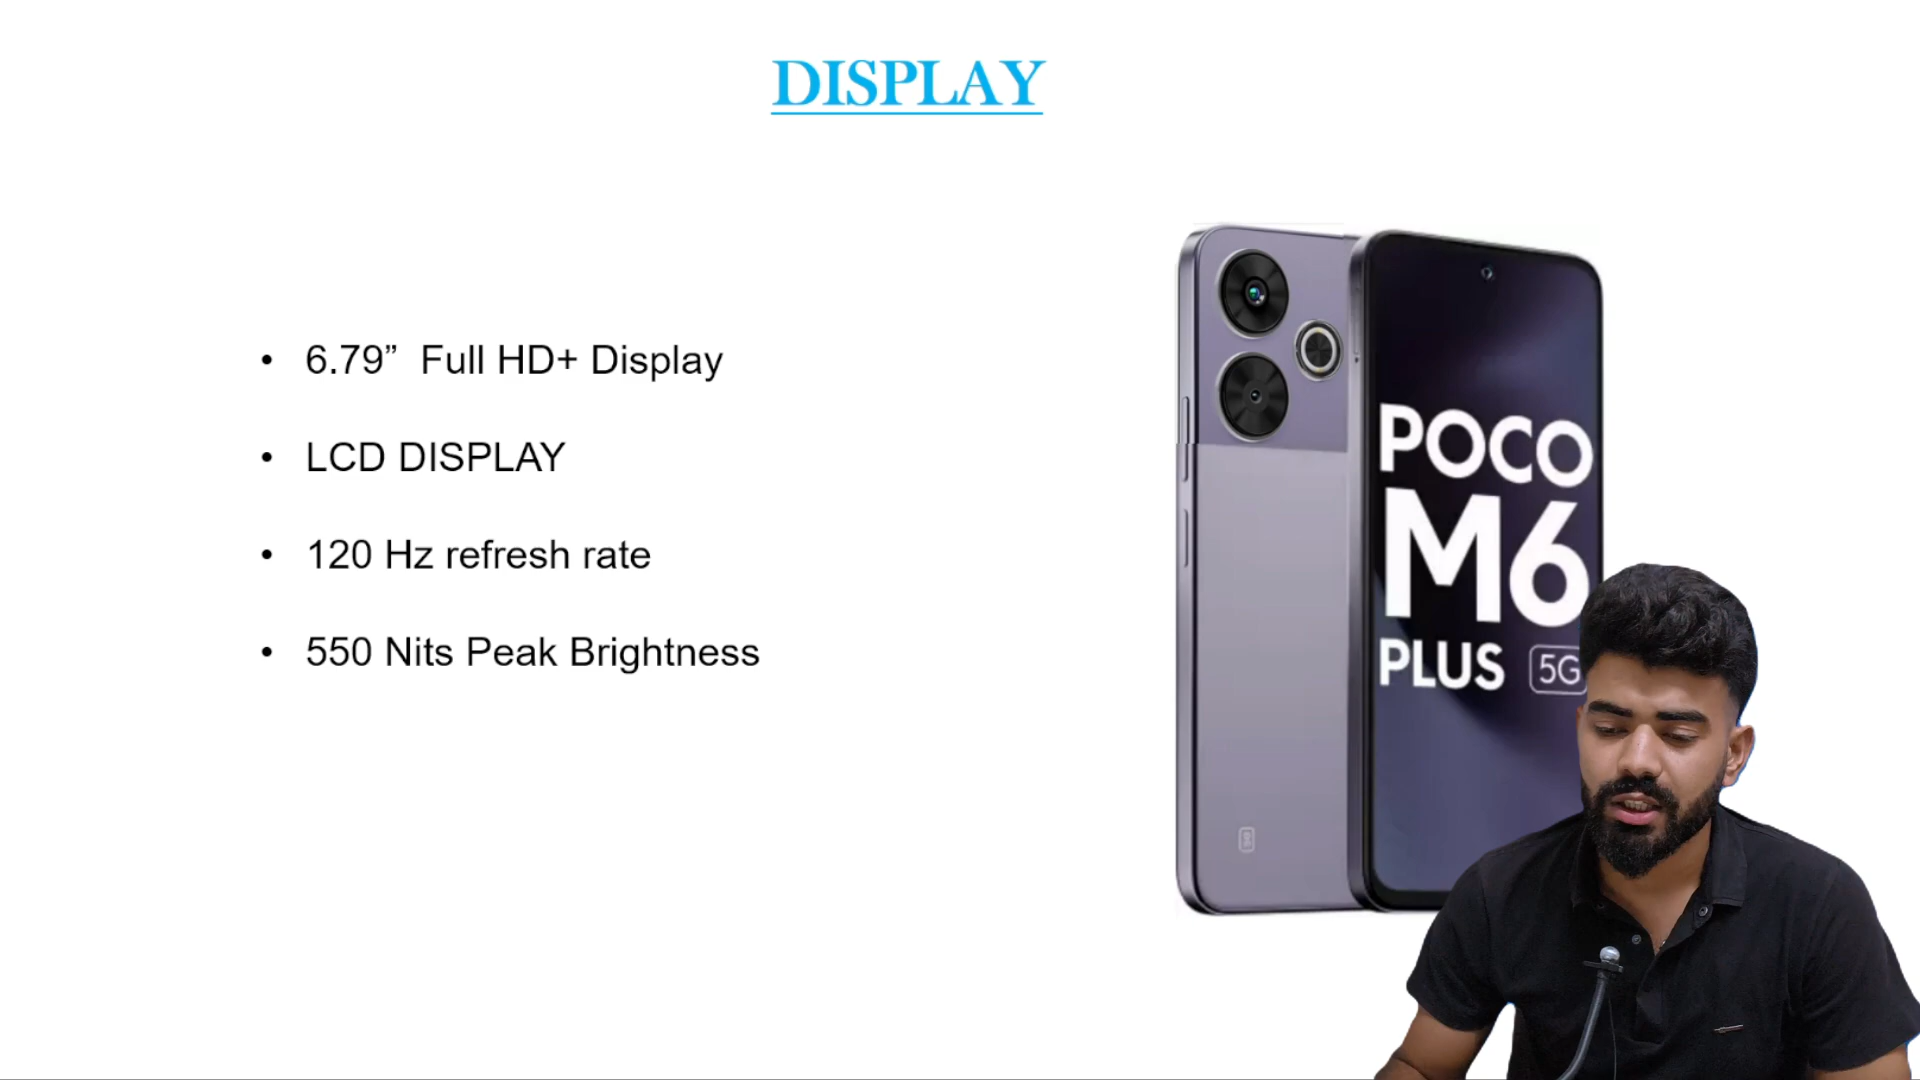 DISPLAY
• 6.79” Full HD+ Display
• LCD DISPLAY
• 120 Hz refresh rate
• 550 Nits Peak Brightness
POCO
M6
PLUS 5G